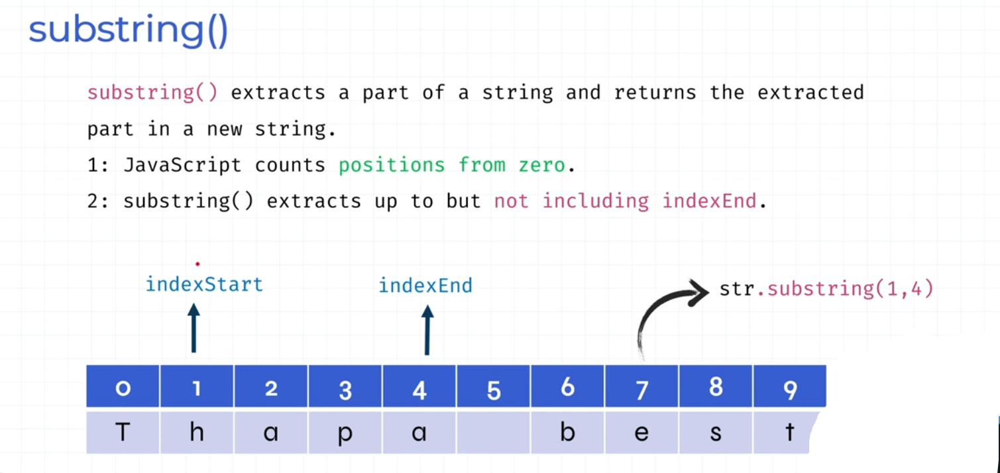 substring()
substring() extracts a part of a string and returns the extracted
part in a new string.
1: JavaScript counts positions from zero.
2: substring() extracts up to but not including indexEnd.
indexStart indexEnd str.substring(1,4)
0 1 2 3 4 5 6 7 8 9
T h a p a b e s t